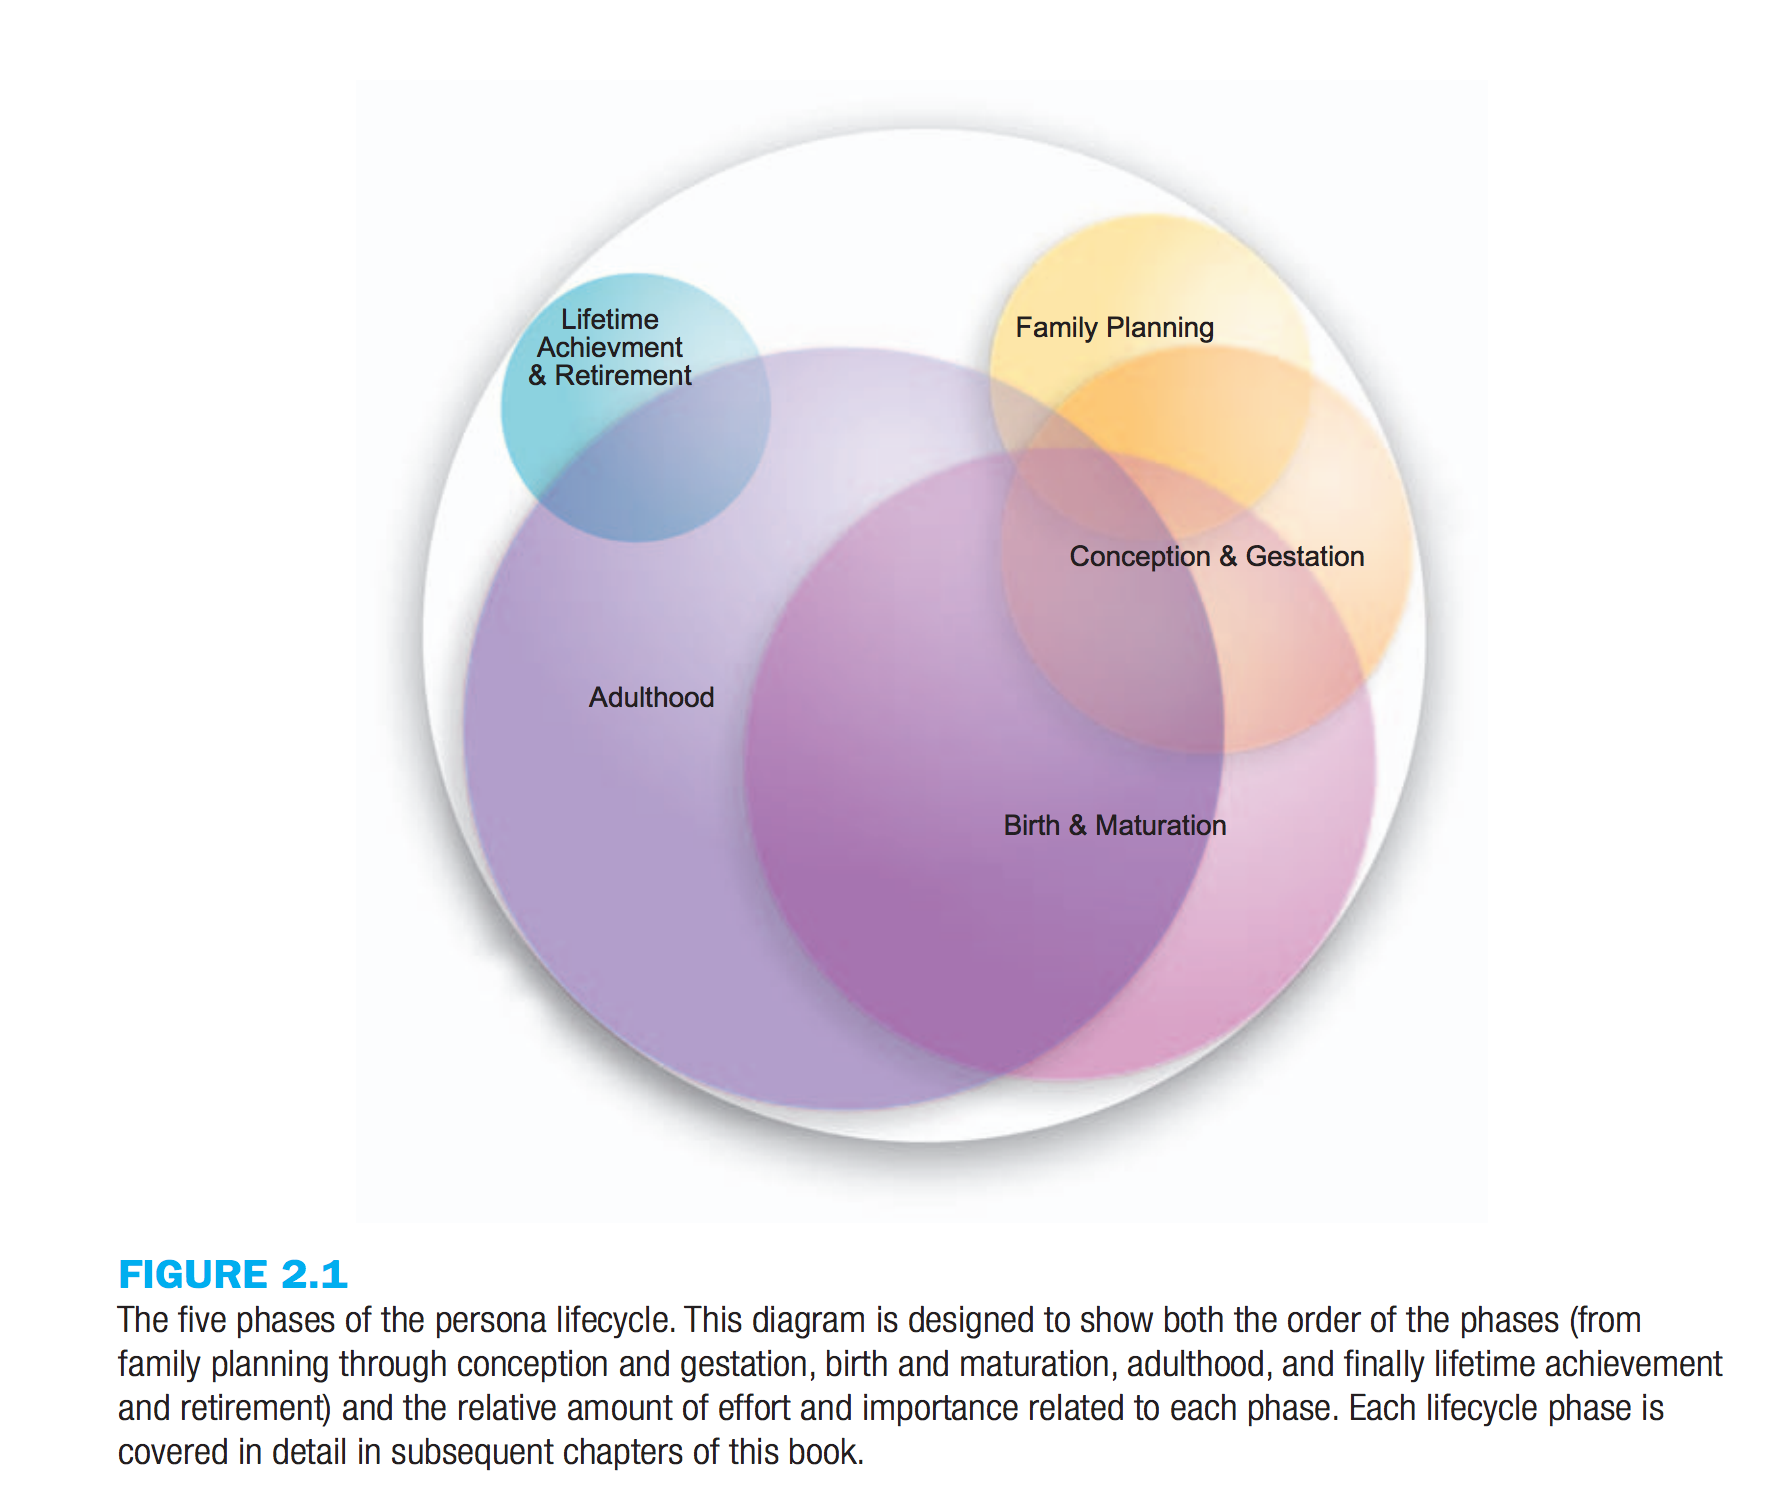 Lifetime
Achievment
& Retirement
Family Planning
Conception & Gestation
Adulthood
Birth & Maturation
FIGURE 2.1
The five phases of the persona lifecycle. This diagram is designed to show both the order of the phases (from
family planning through conception and gestation, birth and maturation, adulthood, and finally lifetime achievement
and retirement) and the relative amount of effort and importance related to each phase. Each lifecycle phase is
covered in detail in subsequent chapters of this book.